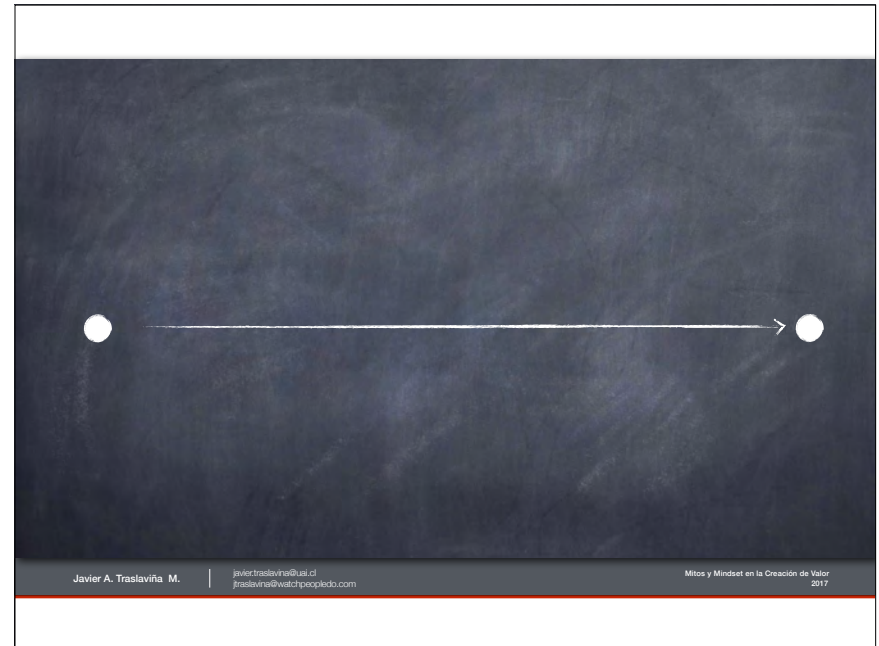 Javier A. Traslaviña M.
javier.traslavina@uai.cl
jtraslavina@watchpeopledo.com
Mitos y Mindset en la Creación de Valor
2017